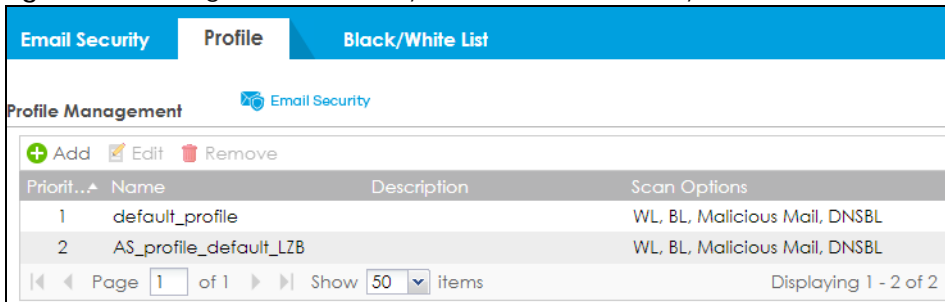 Email Security Profile Black/White List
Profile Management Email Security
Add Edit Remove
Priorit... Name Description Scan Options
1 default_profile WL, BL, Malicious Mail, DNSBL
2 AS_profile_default_LZB WL, BL, Malicious Mail, DNSBL
Page 1 of 1 Show 50 items Displaying 1 - 2 of 2